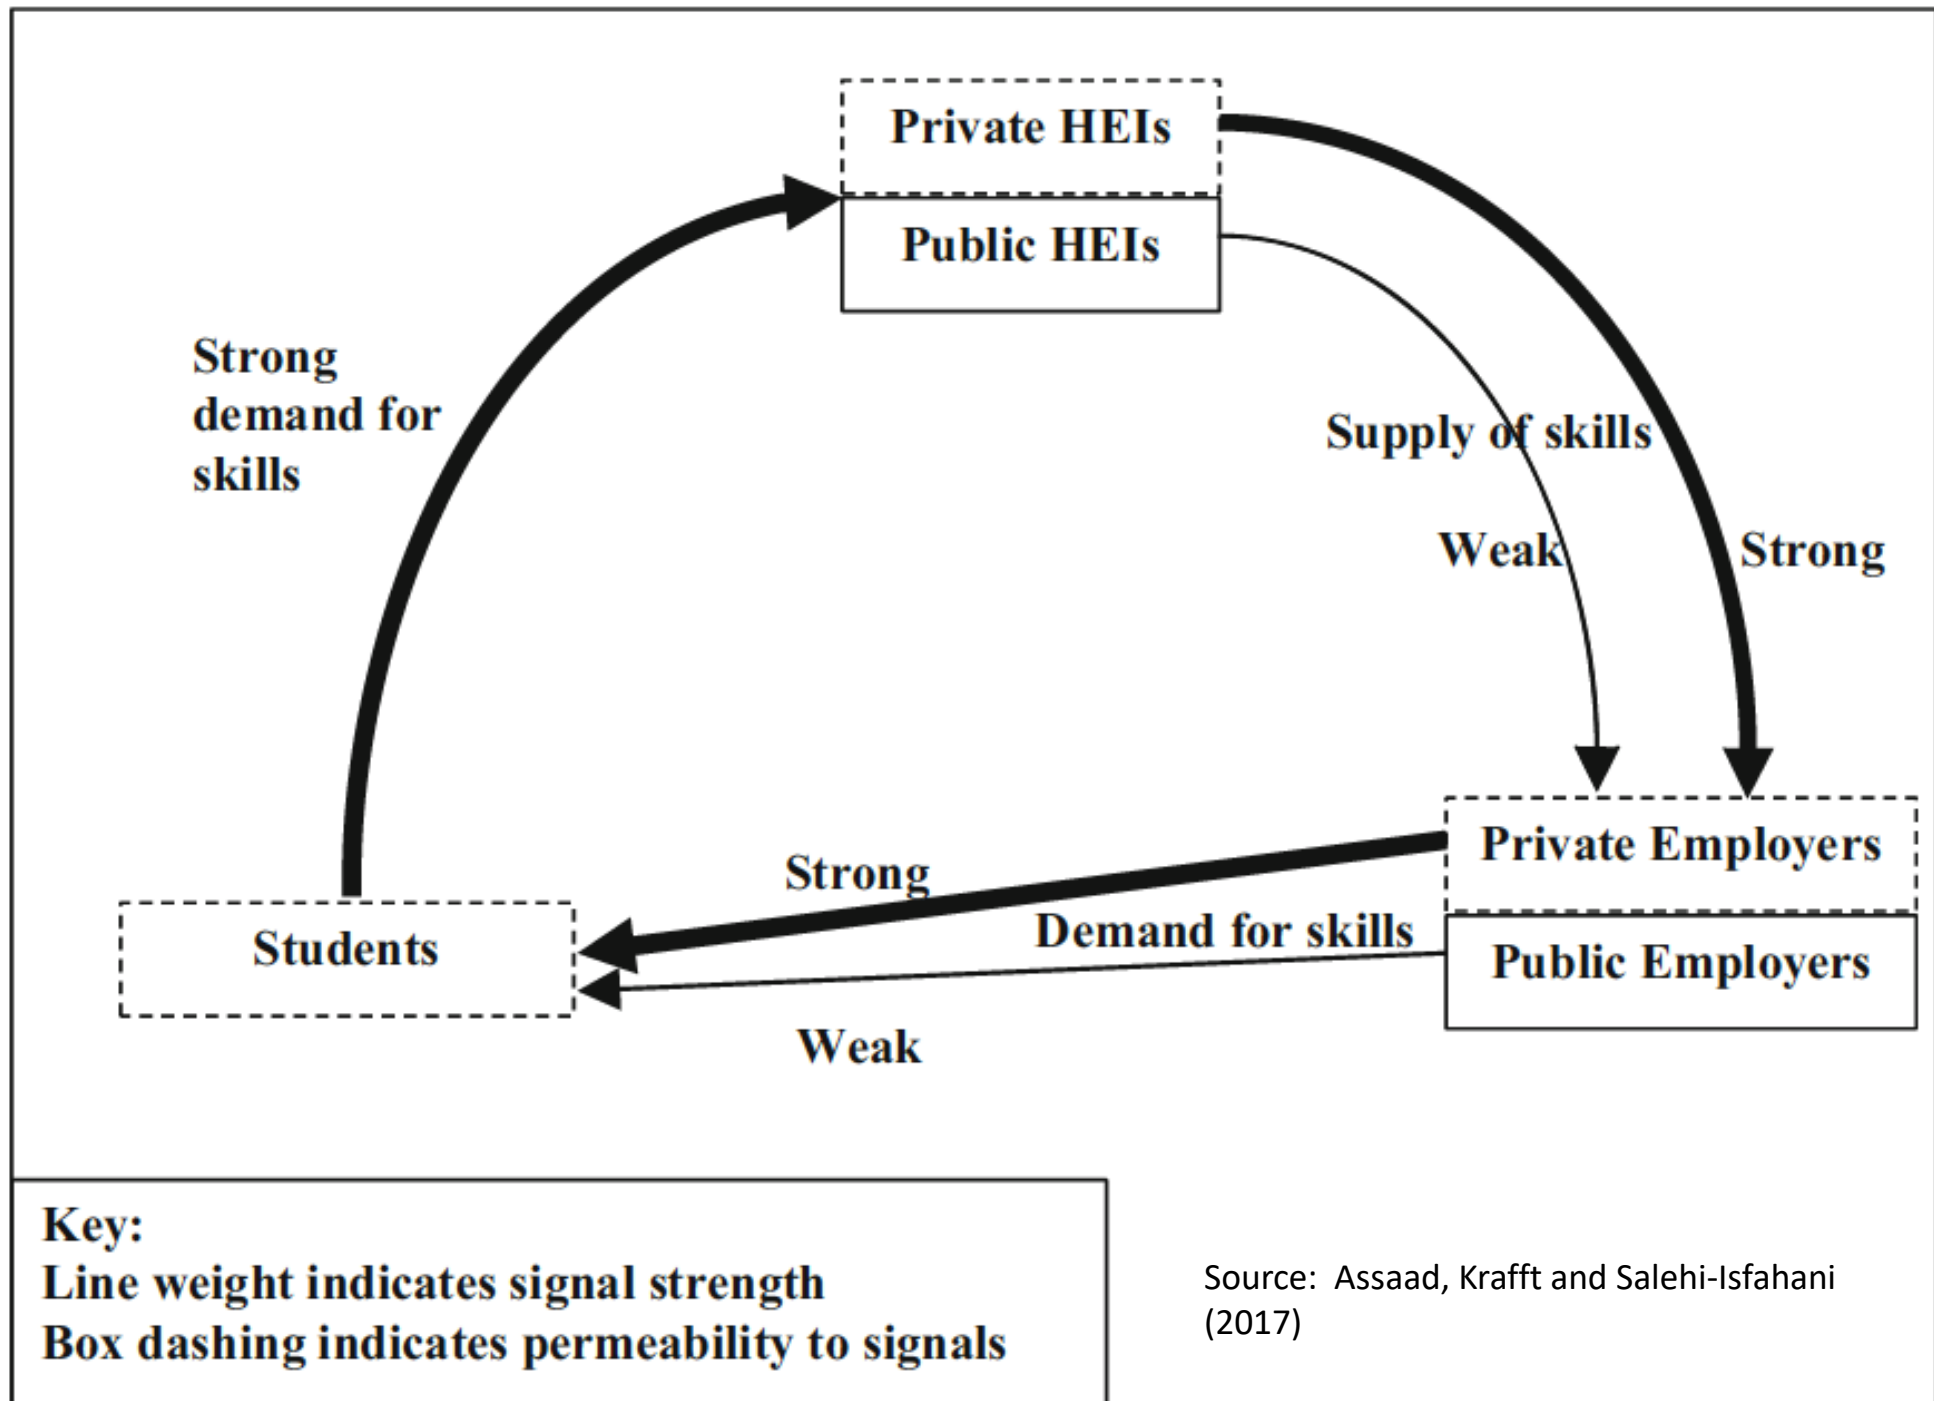 Private HEIs
Public HEIs
Strong
demand for
skills
Supply of skills
Weak
Strong
Private Employers
Strong
Demand for skills
Students
Public Employers
Weak
Key:
Line weight indicates signal strength
Box dashing indicates permeability to signals
Source: Assaad, Krafft and Salehi-Isfahani
(2017)